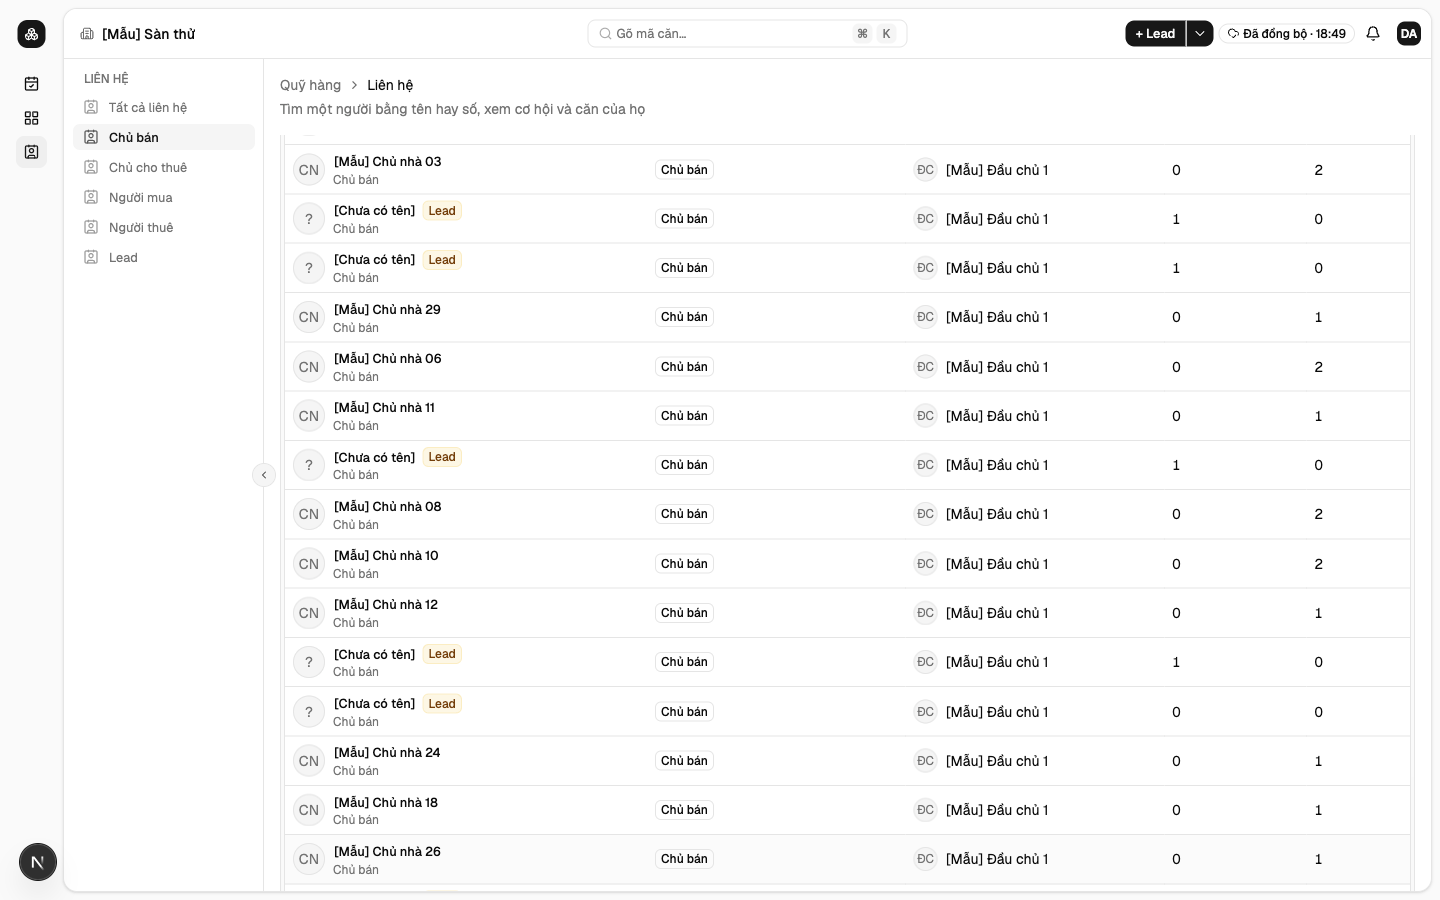 [Mẫu] Sàn thử
Gõ mã căn...
⌘ K
+ Lead
Đã đồng bộ · 18:49
DA
LIÊN HỆ
Tất cả liên hệ
Chủ bán
Chủ cho thuê
Người mua
Người thuê
Lead
Quỹ hàng > Liên hệ
Tìm một người bằng tên hay số, xem cơ hội và căn của họ
CN [Mẫu] Chủ nhà 03 Chủ bán ĐC [Mẫu] Đầu chủ 1 0 2
Chủ bán
? [Chưa có tên] Lead Chủ bán ĐC [Mẫu] Đầu chủ 1 1 0
Chủ bán
? [Chưa có tên] Lead Chủ bán ĐC [Mẫu] Đầu chủ 1 1 0
Chủ bán
CN [Mẫu] Chủ nhà 29 Chủ bán ĐC [Mẫu] Đầu chủ 1 0 1
Chủ bán
CN [Mẫu] Chủ nhà 06 Chủ bán ĐC [Mẫu] Đầu chủ 1 0 2
Chủ bán
CN [Mẫu] Chủ nhà 11 Chủ bán ĐC [Mẫu] Đầu chủ 1 0 1
Chủ bán
? [Chưa có tên] Lead Chủ bán ĐC [Mẫu] Đầu chủ 1 1 0
Chủ bán
CN [Mẫu] Chủ nhà 08 Chủ bán ĐC [Mẫu] Đầu chủ 1 0 2
Chủ bán
CN [Mẫu] Chủ nhà 10 Chủ bán ĐC [Mẫu] Đầu chủ 1 0 2
Chủ bán
CN [Mẫu] Chủ nhà 12 Chủ bán ĐC [Mẫu] Đầu chủ 1 0 1
Chủ bán
? [Chưa có tên] Lead Chủ bán ĐC [Mẫu] Đầu chủ 1 1 0
Chủ bán
? [Chưa có tên] Lead Chủ bán ĐC [Mẫu] Đầu chủ 1 0 0
Chủ bán
CN [Mẫu] Chủ nhà 24 Chủ bán ĐC [Mẫu] Đầu chủ 1 0 1
Chủ bán
CN [Mẫu] Chủ nhà 18 Chủ bán ĐC [Mẫu] Đầu chủ 1 0 1
Chủ bán
CN [Mẫu] Chủ nhà 26 Chủ bán ĐC [Mẫu] Đầu chủ 1 0 1
Chủ bán
N